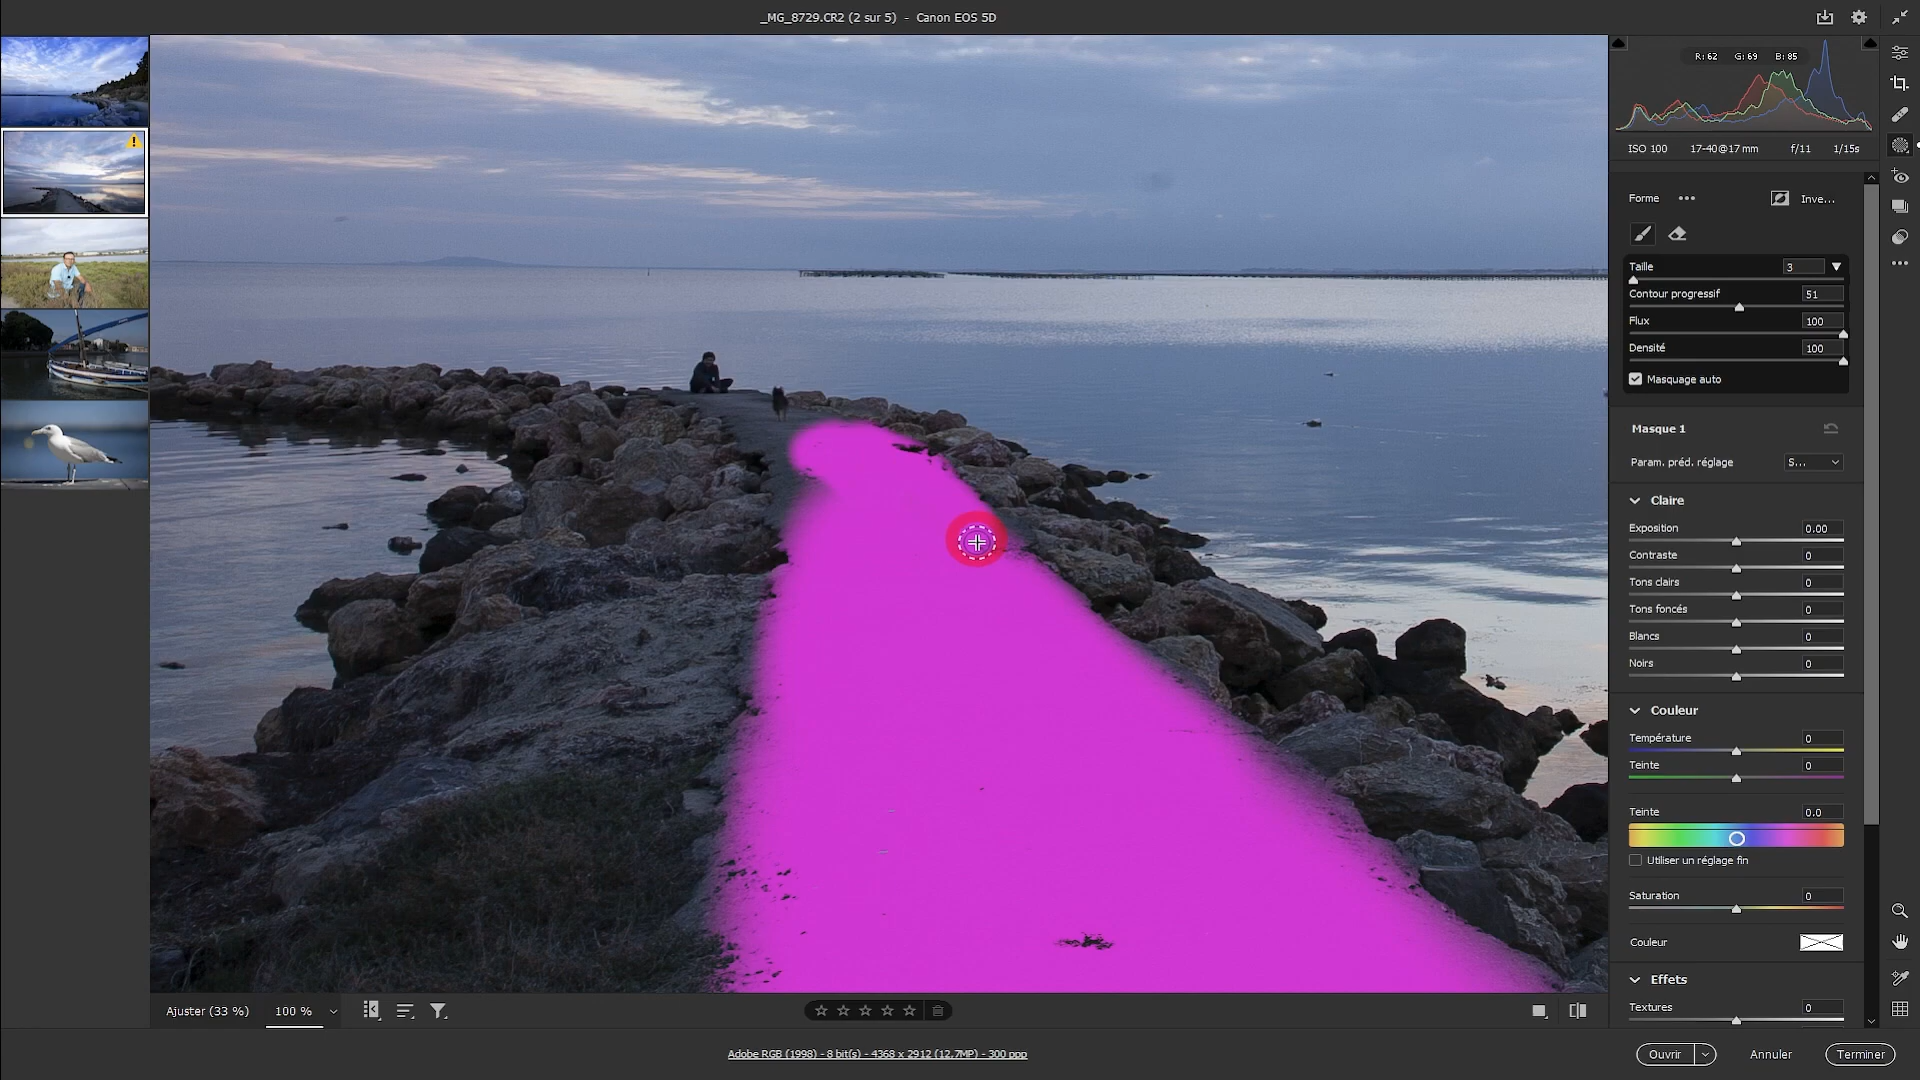 _MG_8729.CR2 (2 sur 5) - Canon EOS 5D
R: 62 G: 69 B: 85
ISO 100 17-40@17 mm f/11 1/15s
Forme Inve...
Taille 3
Contour progressif 51
Flux 100
Densité 100
Masquage auto
Masque 1
Param. préd. réglage S...
Claire
Exposition 0.00
Contraste 0
Tons clairs 0
Tons foncés 0
Blancs 0
Noirs 0
Couleur
Température 0
Teinte 0
Teinte 0.0
Utiliser un réglage fin
Saturation 0
Couleur
Effets
Textures 0
Ajuster (33 %) 100 %
Adobe RGB (1998) - 8 bit(s) - 4368 x 2912 (12,7MP) - 300 ppp
Ouvrir Annuler Terminer